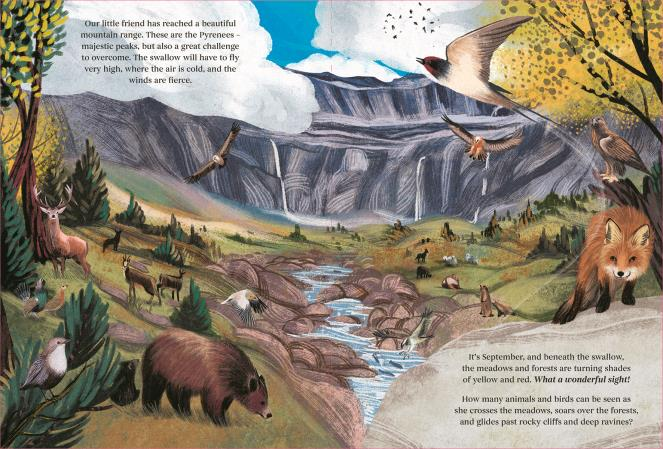 Our little friend has reached a beautiful
mountain range. These are the Pyrenees –
majestic peaks, but also a great challenge
to overcome. The swallow will have to fly
very high, where the air is cold, and the
winds are fierce.
It's September, and beneath the swallow,
the meadows and forests are turning shades
of yellow and red. What a wonderful sight!
How many animals and birds can be seen as
she crosses the meadows, soars over the forests,
and glides past rocky cliffs and deep ravines?